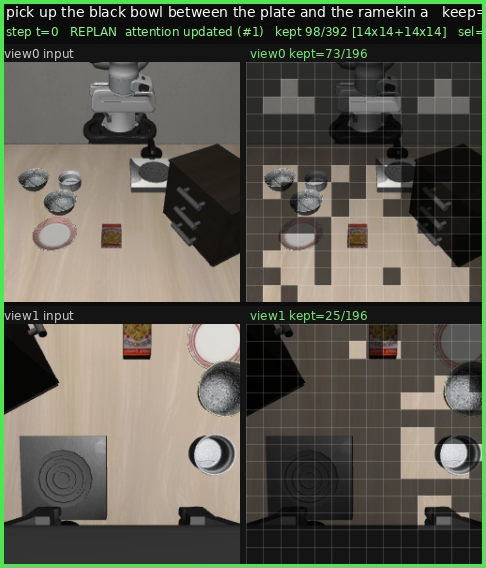 pick up the black bowl between the plate and the ramekin a keep=
step t=0 REPLAN attention updated (#1) kept 98/392 [14x14+14x14] sel=
view0 input
view0 kept=73/196
view1 input
view1 kept=25/196